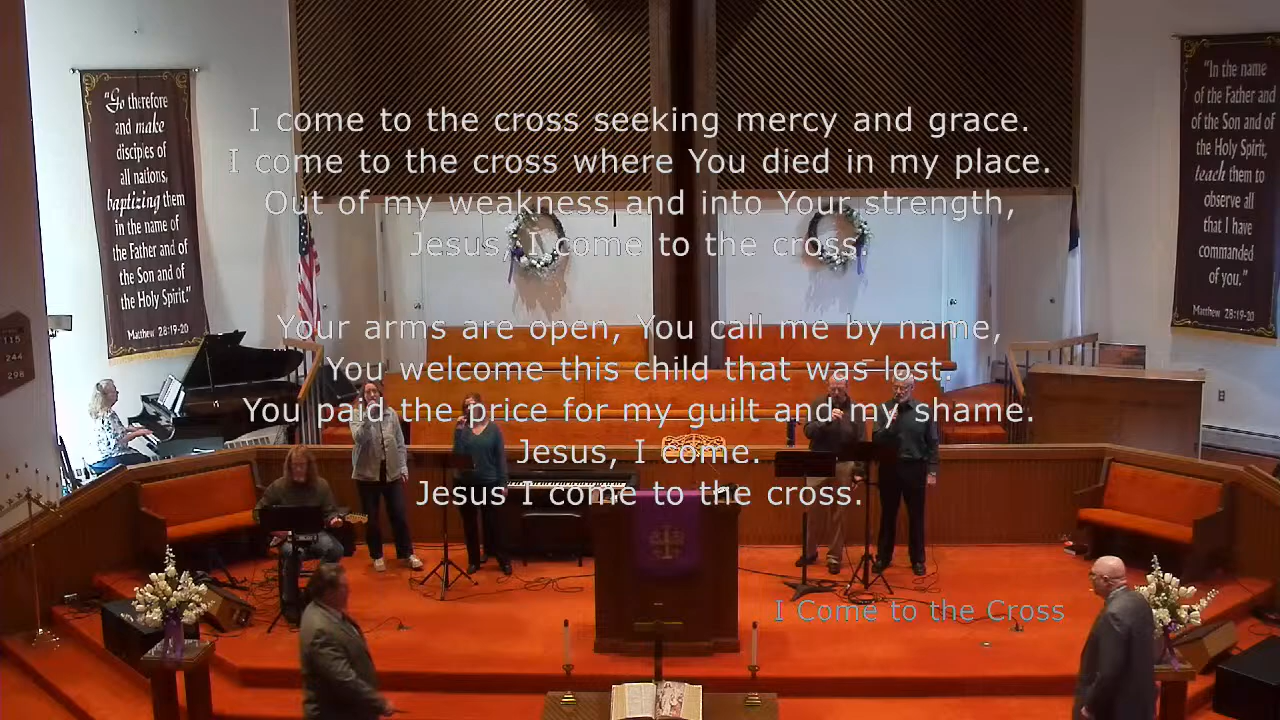 "Go therefore
and make
disciples of
all nations,
baptizing them
in the name of
the Father and of
the Son and of
the Holy Spirit."
Matthew 28:19-20
I come to the cross seeking mercy and grace.
I come to the cross where You died in my place.
Out of my weakness and into Your strength,
Jesus, I come to the cross.
Your arms are open, You call me by name,
You welcome this child that was lost.
You paid the price for my guilt and my shame.
Jesus, I come.
Jesus I come to the cross.
I Come to the Cross
"In the name
of the Father and
of the Son and of
the Holy Spirit,
teach them to
observe all
that I have
commanded
of you."
Matthew 28:19-20
115
244
298